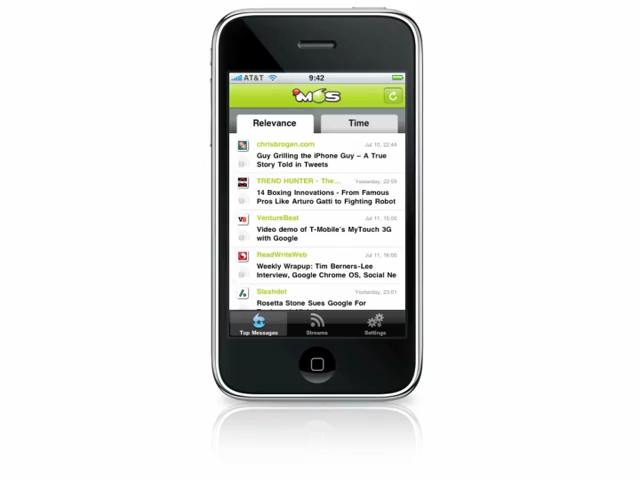 AT&T 9:42
MOS
Relevance Time
chrisbrogan.com Jul 10, 22:44
Guy Grilling the iPhone Guy – A True
Story Told in Tweets
TREND HUNTER - The... Yesterday, 22:55
14 Boxing Innovations - From Famous
Pros Like Arturo Gatti to Fighting Robot
VentureBeat Jul 11, 15:00
Video demo of T-Mobile's MyTouch 3G
with Google
ReadWriteWeb Jul 11, 16:00
Weekly Wrapup: Tim Berners-Lee
Interview, Google Chrome OS, Social Ne
Slashdot Yesterday, 23:01
Rosetta Stone Sues Google For
Top Messages Streams Settings